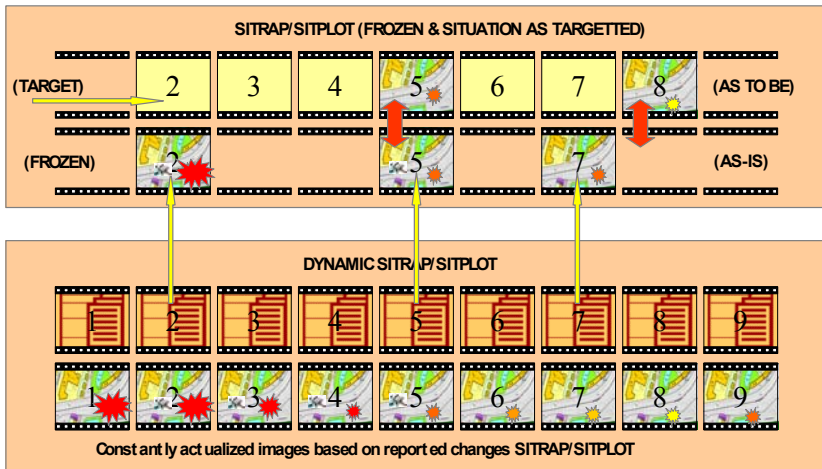 SITRAP/SITPLOT (FROZEN & SITUATION AS TARGETTED)
(TARGET) 2 3 4 5 6 7 8 (AS TO BE)
(FROZEN) 2 5 7 (AS-IS)
DYNAMIC SITRAP/SITPLOT
1 2 3 4 5 6 7 8 9
1 2 3 4 5 6 7 8 9
Constantly actualized images based on reported changes SITRAP/SITPLOT